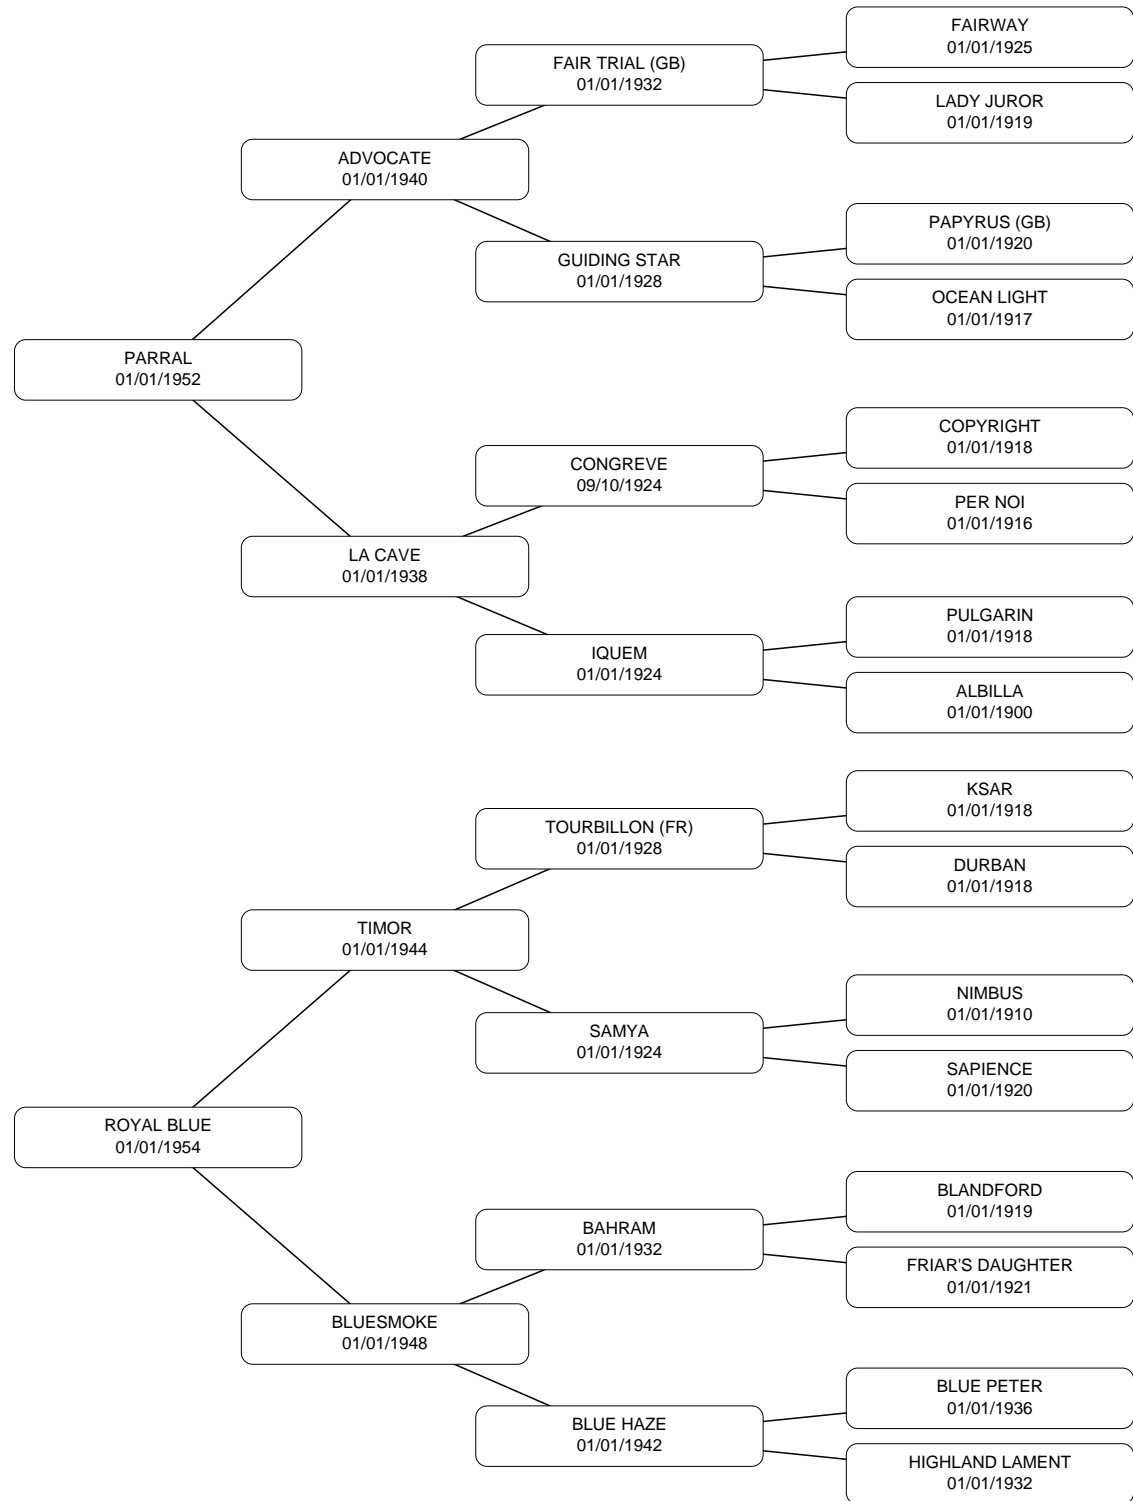 FAIRWAY
01/01/1925
FAIR TRIAL (GB)
01/01/1932
LADY JUROR
01/01/1919
ADVOCATE
01/01/1940
PAPYRUS (GB)
01/01/1920
GUIDING STAR
01/01/1928
OCEAN LIGHT
01/01/1917
PARRAL
01/01/1952
COPYRIGHT
01/01/1918
CONGREVE
09/10/1924
PER NOI
01/01/1916
LA CAVE
01/01/1938
PULGARIN
01/01/1918
IQUEM
01/01/1924
ALBILLA
01/01/1900
KSAR
01/01/1918
TOURBILLON (FR)
01/01/1928
DURBAN
01/01/1918
TIMOR
01/01/1944
NIMBUS
01/01/1910
SAMYA
01/01/1924
SAPIENCE
01/01/1920
ROYAL BLUE
01/01/1954
BLANDFORD
01/01/1919
BAHRAM
01/01/1932
FRIAR'S DAUGHTER
01/01/1921
BLUESMOKE
01/01/1948
BLUE PETER
01/01/1936
BLUE HAZE
01/01/1942
HIGHLAND LAMENT
01/01/1932